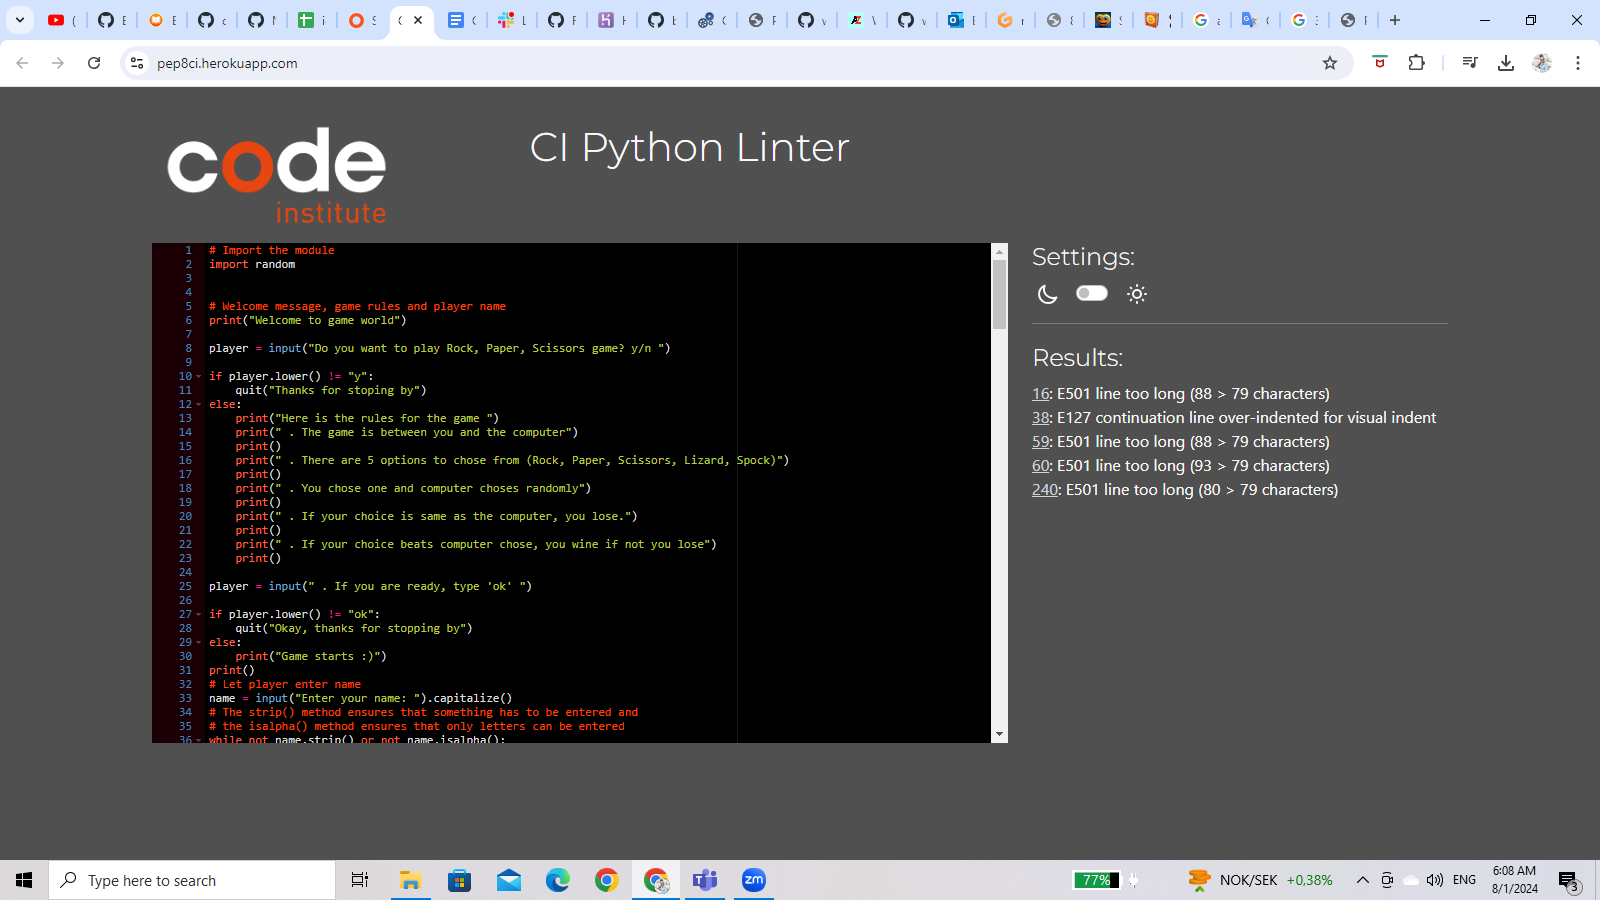 pep8ci.herokuapp.com
code
institute
CI Python Linter
1 # Import the module
2 import random
3
4
5 # Welcome message, game rules and player name
6 print("Welcome to game world")
7
8 player = input("Do you want to play Rock, Paper, Scissors game? y/n ")
9
10 if player.lower() != "y":
11 quit("Thanks for stoping by")
12 else:
13 print("Here is the rules for the game ")
14 print(" . The game is between you and the computer")
15 print()
16 print(" . There are 5 options to chose from (Rock, Paper, Scissors, Lizard, Spock)")
17 print()
18 print(" . You chose one and computer choses randomly")
19 print()
20 print(" . If your choice is same as the computer, you lose.")
21 print()
22 print(" . If your choice beats computer chose, you wine if not you lose")
23 print()
24
25 player = input(" . If you are ready, type 'ok' ")
26
27 if player.lower() != "ok":
28 quit("Okay, thanks for stopping by")
29 else:
30 print("Game starts :)")
31 print()
32 # Let player enter name
33 name = input("Enter your name: ").capitalize()
34 # The strip() method ensures that something has to be entered and
35 # the isalpha() method ensures that only letters can be entered
36 while not name.strip() or not name.isalpha():
Settings:
Results:
16: E501 line too long (88 > 79 characters)
38: E127 continuation line over-indented for visual indent
59: E501 line too long (88 > 79 characters)
60: E501 line too long (93 > 79 characters)
240: E501 line too long (80 > 79 characters)
Type here to search
zm
77%
NOK/SEK +0,38%
ENG
6:08 AM
8/1/2024
3